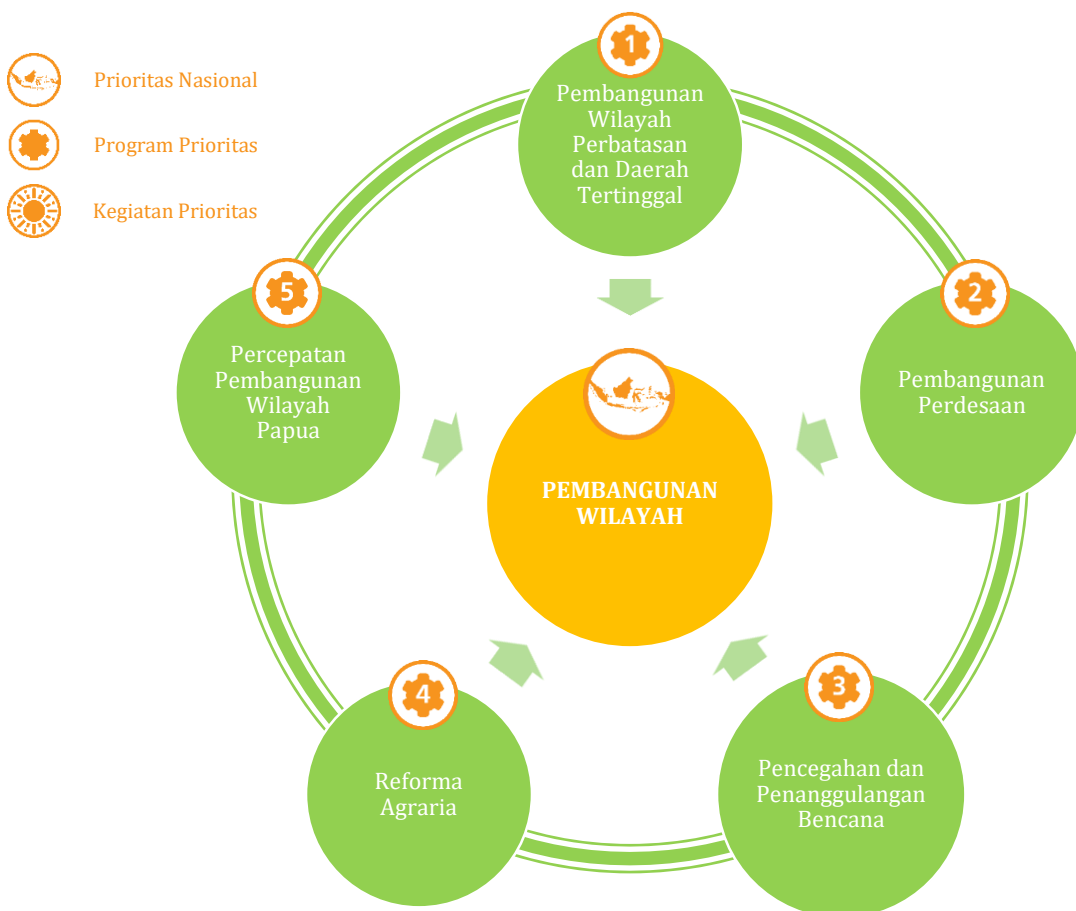 Prioritas Nasional
Program Prioritas
Kegiatan Prioritas
1
Pembangunan
Wilayah
Perbatasan
dan Daerah
Tertinggal
2
Pembangunan
Perdesaan
3
Pencegahan dan
Penanggulangan
Bencana
4
Reforma
Agraria
5
Percepatan
Pembangunan
Wilayah
Papua
PEMBANGUNAN
WILAYAH